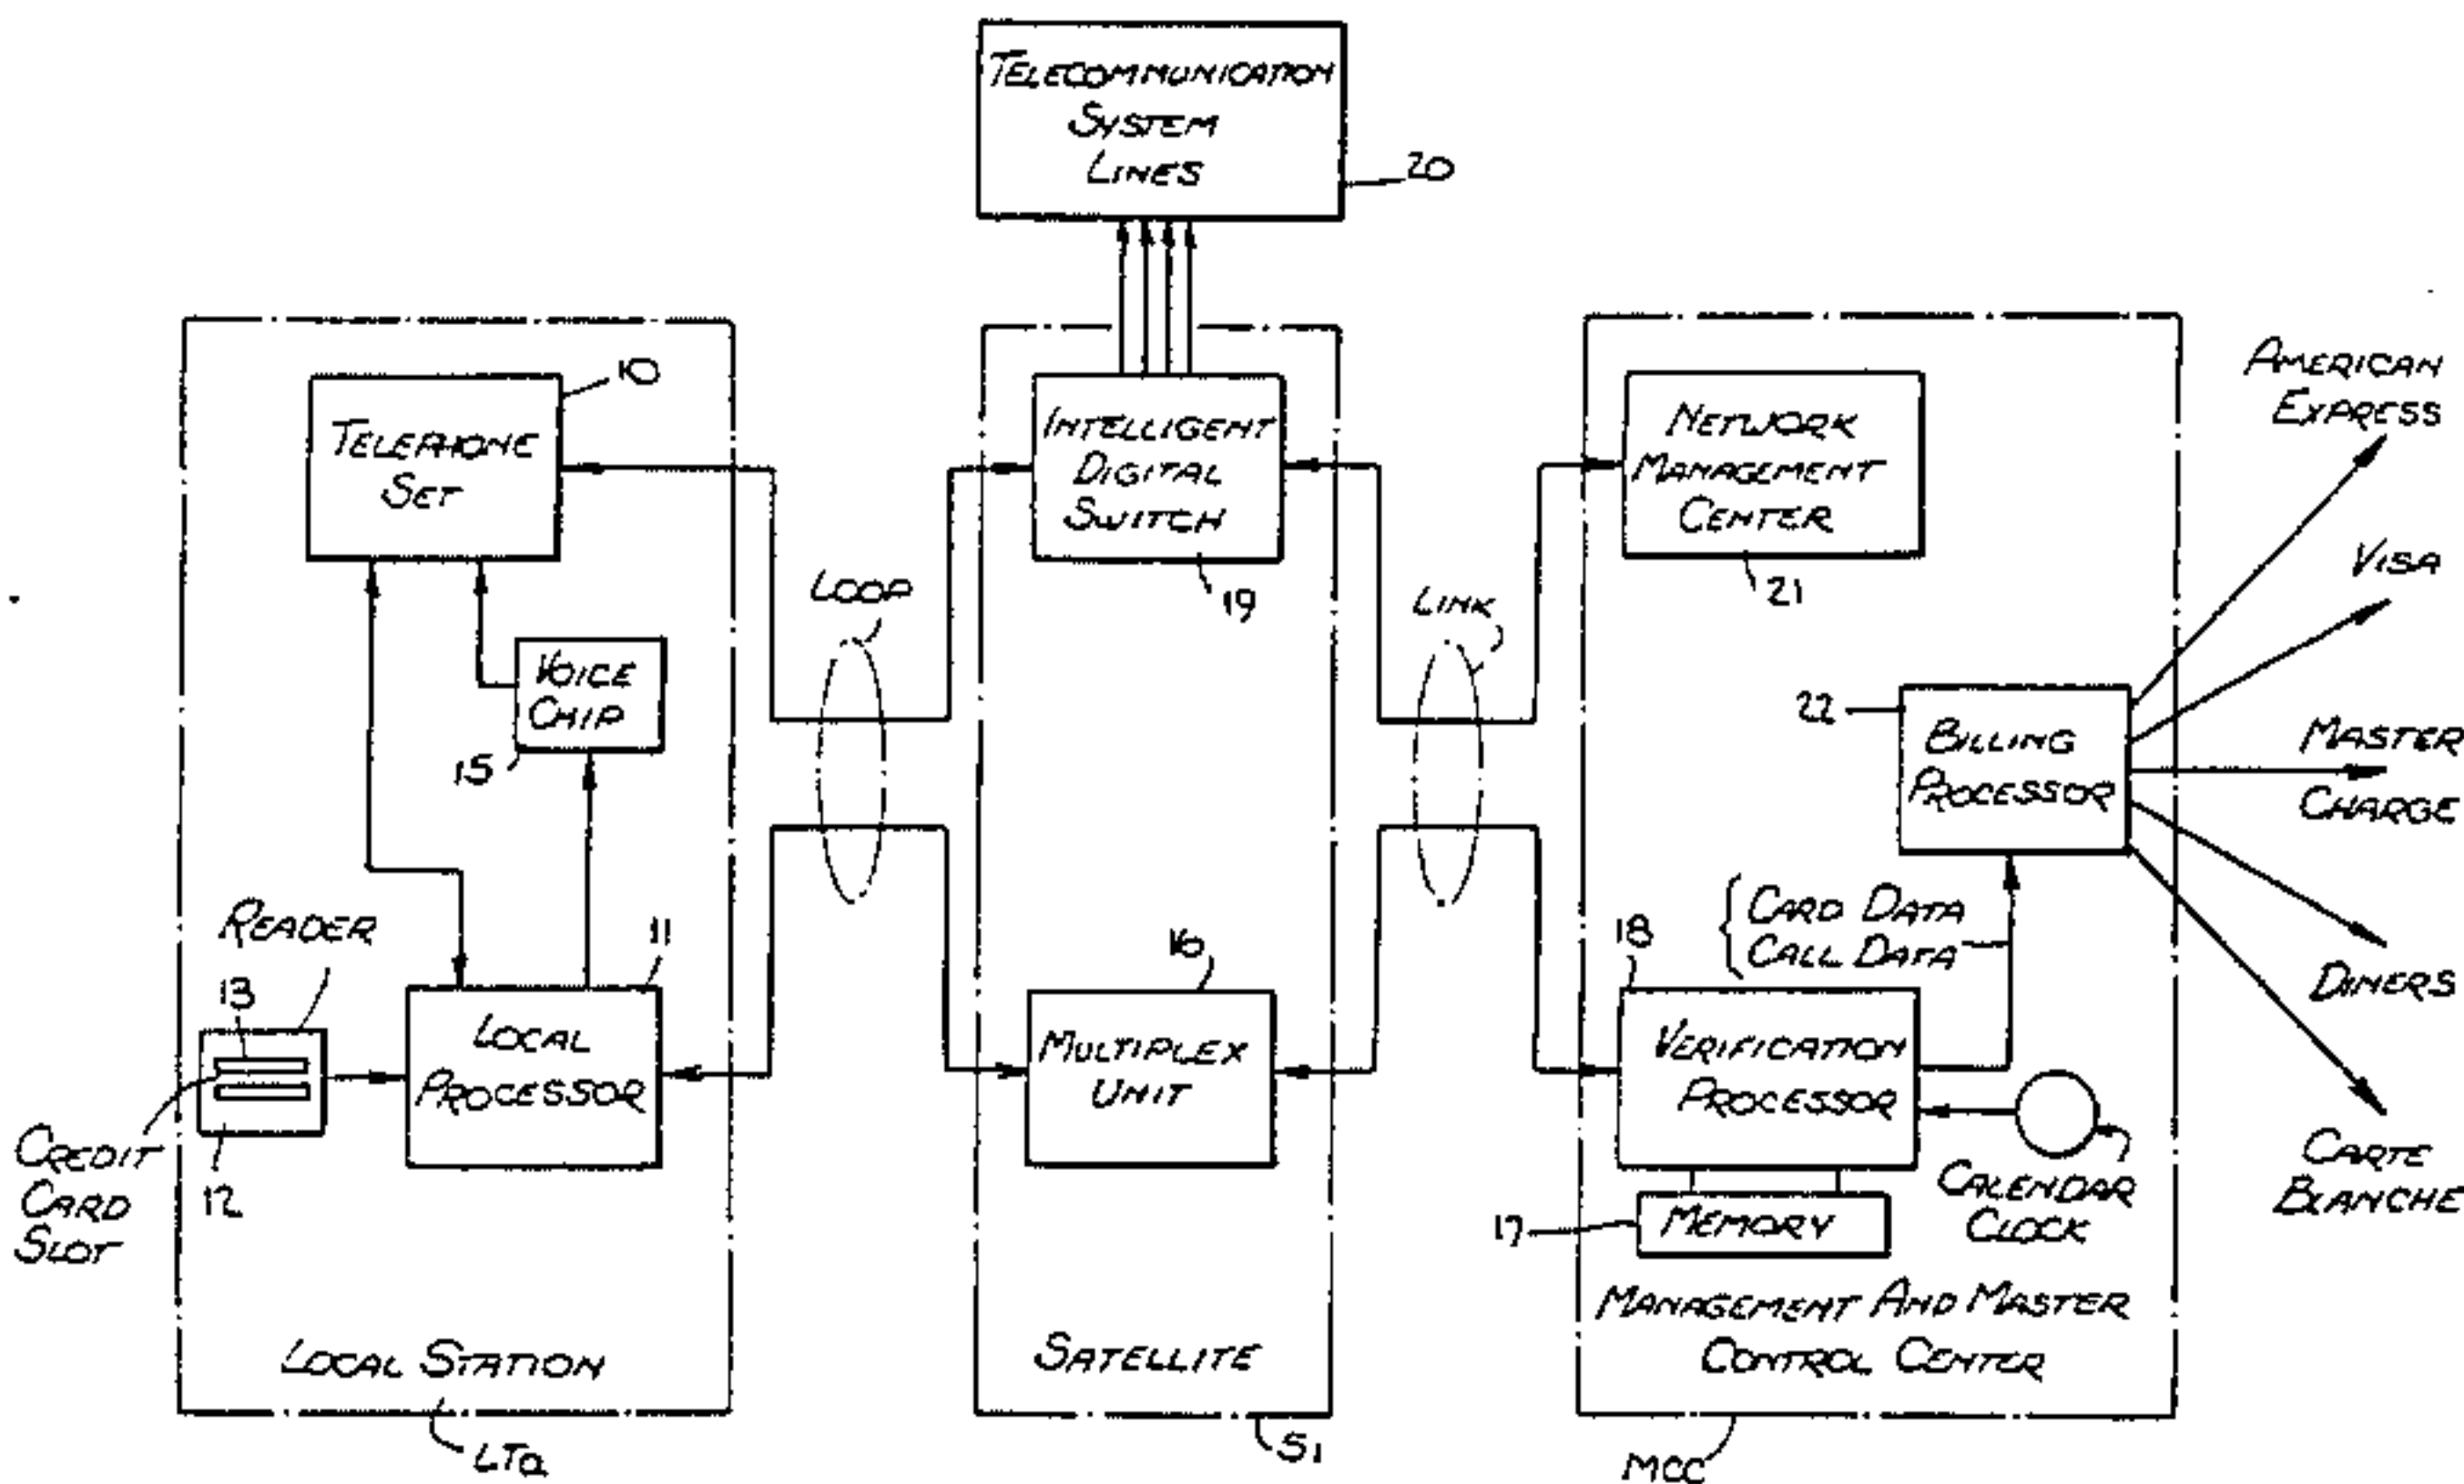 TELECOMMUNICATION
SYSTEM
LINES
20
10
TELEPHONE
SET
INTELLIGENT
DIGITAL
SWITCH
19
NETWORK
MANAGEMENT
CENTER
21
AMERICAN
EXPRESS
VISA
MASTER
CHARGE
DINERS
CARTE
BLANCHE
LOOP
LINK
VOICE
CHIP
15
22
BILLING
PROCESSOR
CARD DATA
CALL DATA
READER
13
12
CREDIT
CARD
SLOT
11
LOCAL
PROCESSOR
16
MULTIPLEX
UNIT
18
VERIFICATION
PROCESSOR
CALENDAR
CLOCK
17
MEMORY
LOCAL STATION
LTa
SATELLITE
S1
MANAGEMENT AND MASTER
CONTROL CENTER
MCC